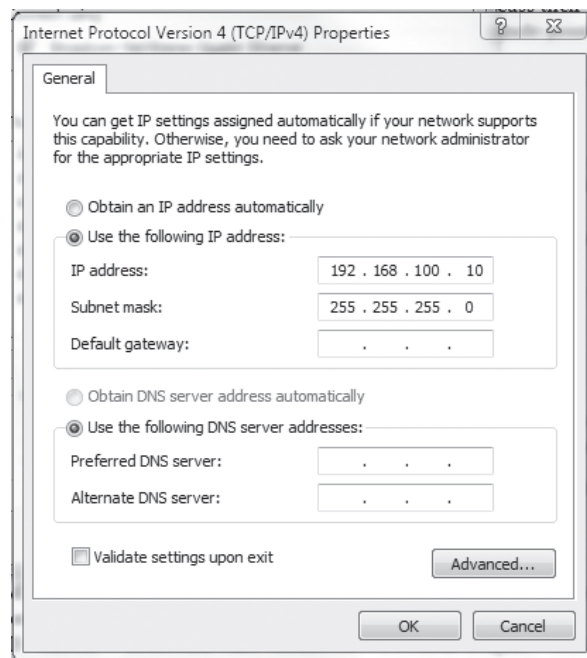 Internet Protocol Version 4 (TCP/IPv4) Properties
?
General
You can get IP settings assigned automatically if your network supports
this capability. Otherwise, you need to ask your network administrator
for the appropriate IP settings.
Obtain an IP address automatically
Use the following IP address:
IP address: 192 . 168 . 100 . 10
Subnet mask: 255 . 255 . 255 . 0
Default gateway: . . .
Obtain DNS server address automatically
Use the following DNS server addresses:
Preferred DNS server: . . .
Alternate DNS server: . . .
Validate settings upon exit
Advanced...
OK Cancel